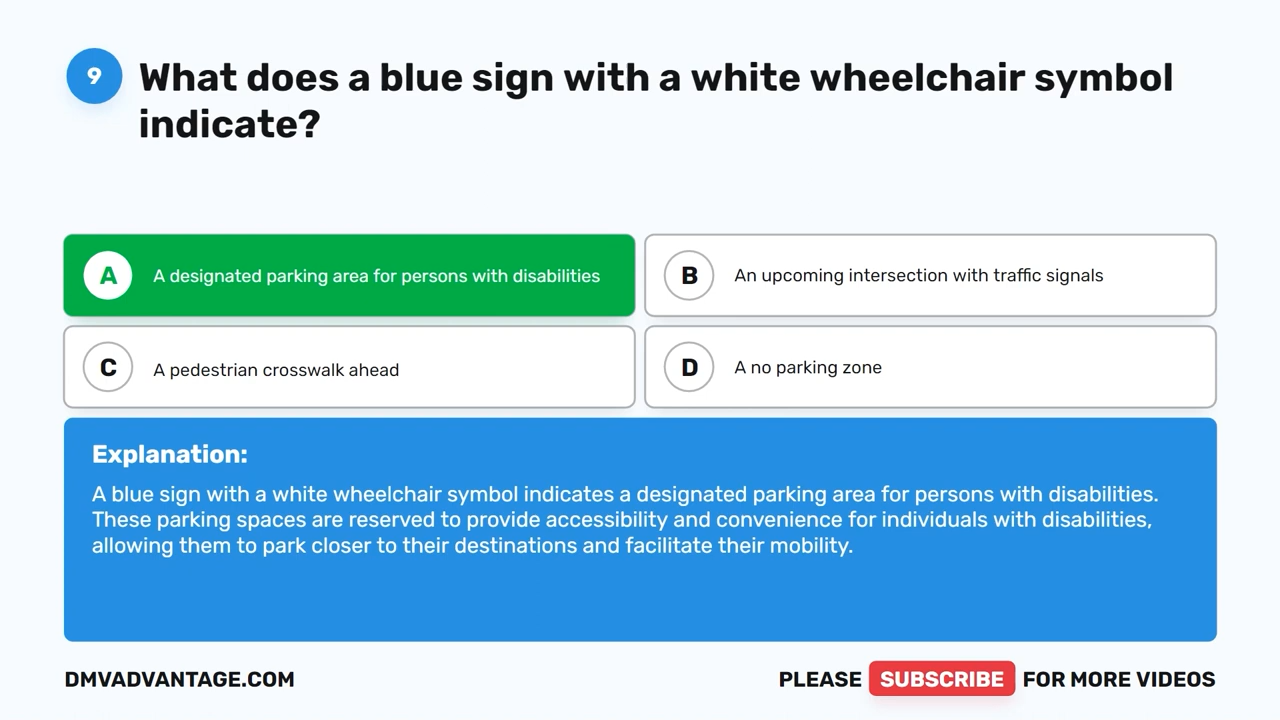 9
What does a blue sign with a white wheelchair symbol
indicate?
A
A designated parking area for persons with disabilities
B
An upcoming intersection with traffic signals
C
A pedestrian crosswalk ahead
D
A no parking zone
Explanation:
A blue sign with a white wheelchair symbol indicates a designated parking area for persons with disabilities.
These parking spaces are reserved to provide accessibility and convenience for individuals with disabilities,
allowing them to park closer to their destinations and facilitate their mobility.
DMVADVANTAGE.COM
PLEASE SUBSCRIBE FOR MORE VIDEOS